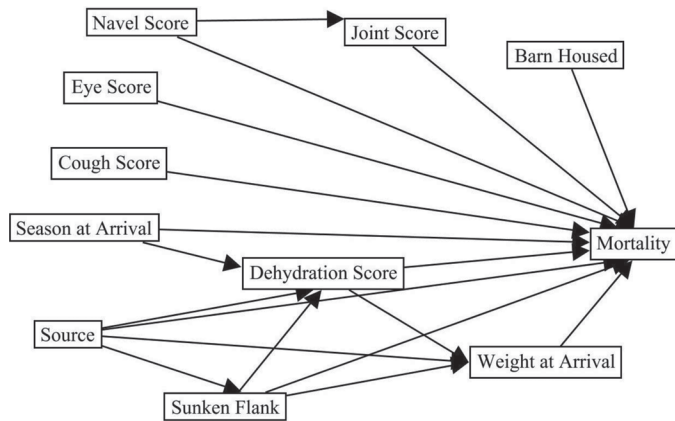 Navel Score
Joint Score
Barn Housed
Eye Score
Cough Score
Season at Arrival
Mortality
Dehydration Score
Source
Weight at Arrival
Sunken Flank